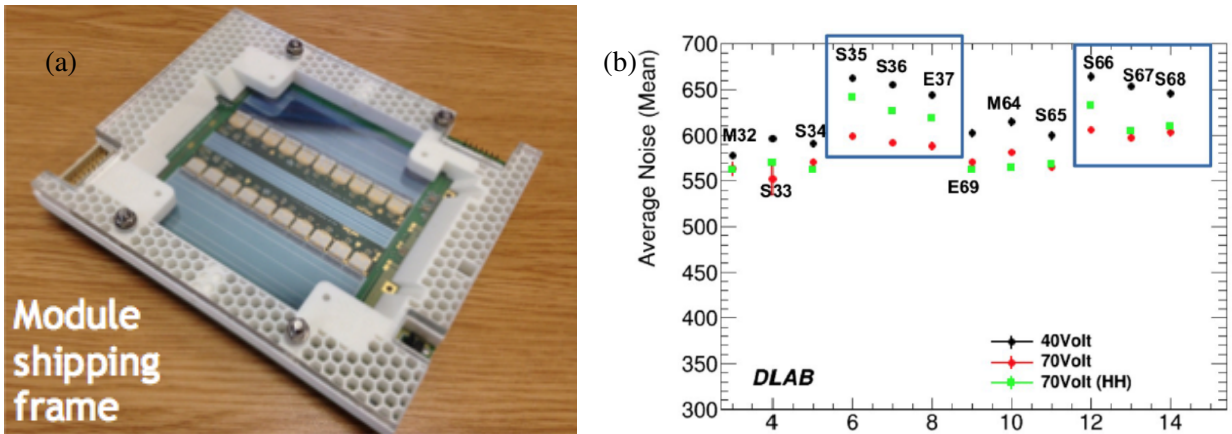 (a)
Module
shipping
frame
(b)
Average Noise (Mean)
700
650
600
550
500
450
400
350
300
M32
S33
S34
S35
S36
E37
E69
M64
S65
S66
S67
S68
40Volt
70Volt
70Volt (HH)
DLAB
4
6
8
10
12
14